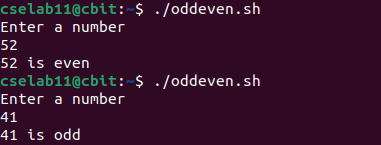 cselab11@cbit:~$ ./oddeven.sh
Enter a number
52
52 is even
cselab11@cbit:~$ ./oddeven.sh
Enter a number
41
41 is odd